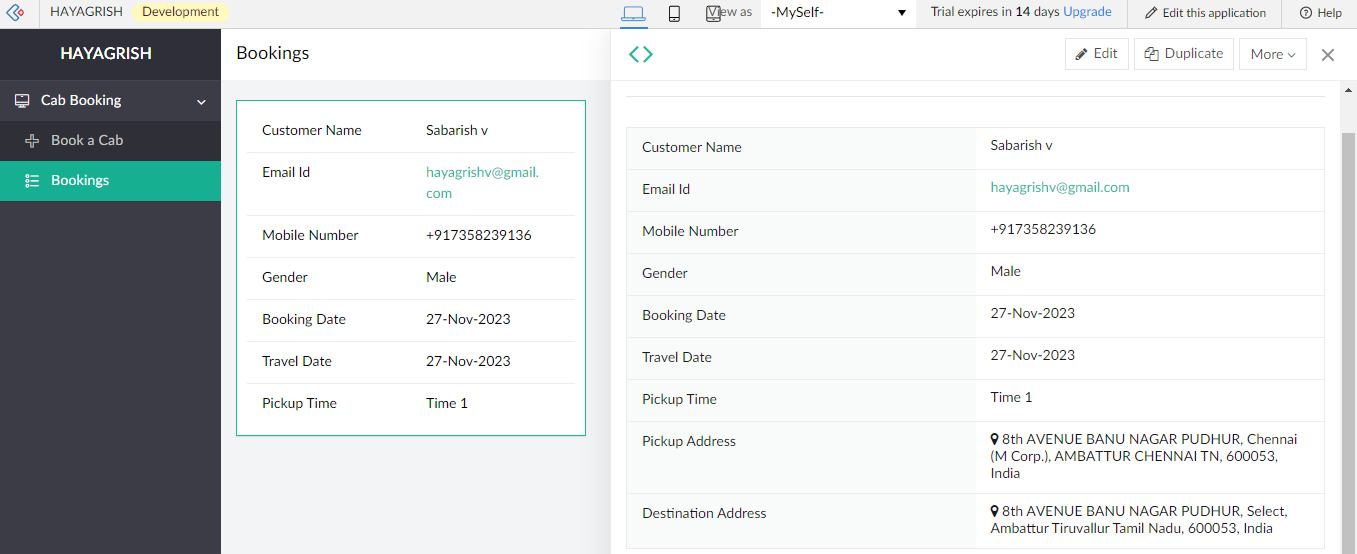 HAYAGRISH Development View as -MySelf- Trial expires in 14 days Upgrade Edit this application Help
HAYAGRISH
Cab Booking
Book a Cab
Bookings
Bookings
Customer Name Sabarish v
Email Id hayagrishv@gmail.
com
Mobile Number +917358239136
Gender Male
Booking Date 27-Nov-2023
Travel Date 27-Nov-2023
Pickup Time Time 1
Edit Duplicate More
Customer Name Sabarish v
Email Id hayagrishv@gmail.com
Mobile Number +917358239136
Gender Male
Booking Date 27-Nov-2023
Travel Date 27-Nov-2023
Pickup Time Time 1
Pickup Address 8th AVENUE BANU NAGAR PUDHUR, Chennai
(M Corp.), AMBATTUR CHENNAI TN, 600053,
India
Destination Address 8th AVENUE BANU NAGAR PUDHUR, Select,
Ambattur Tiruvallur Tamil Nadu, 600053, India